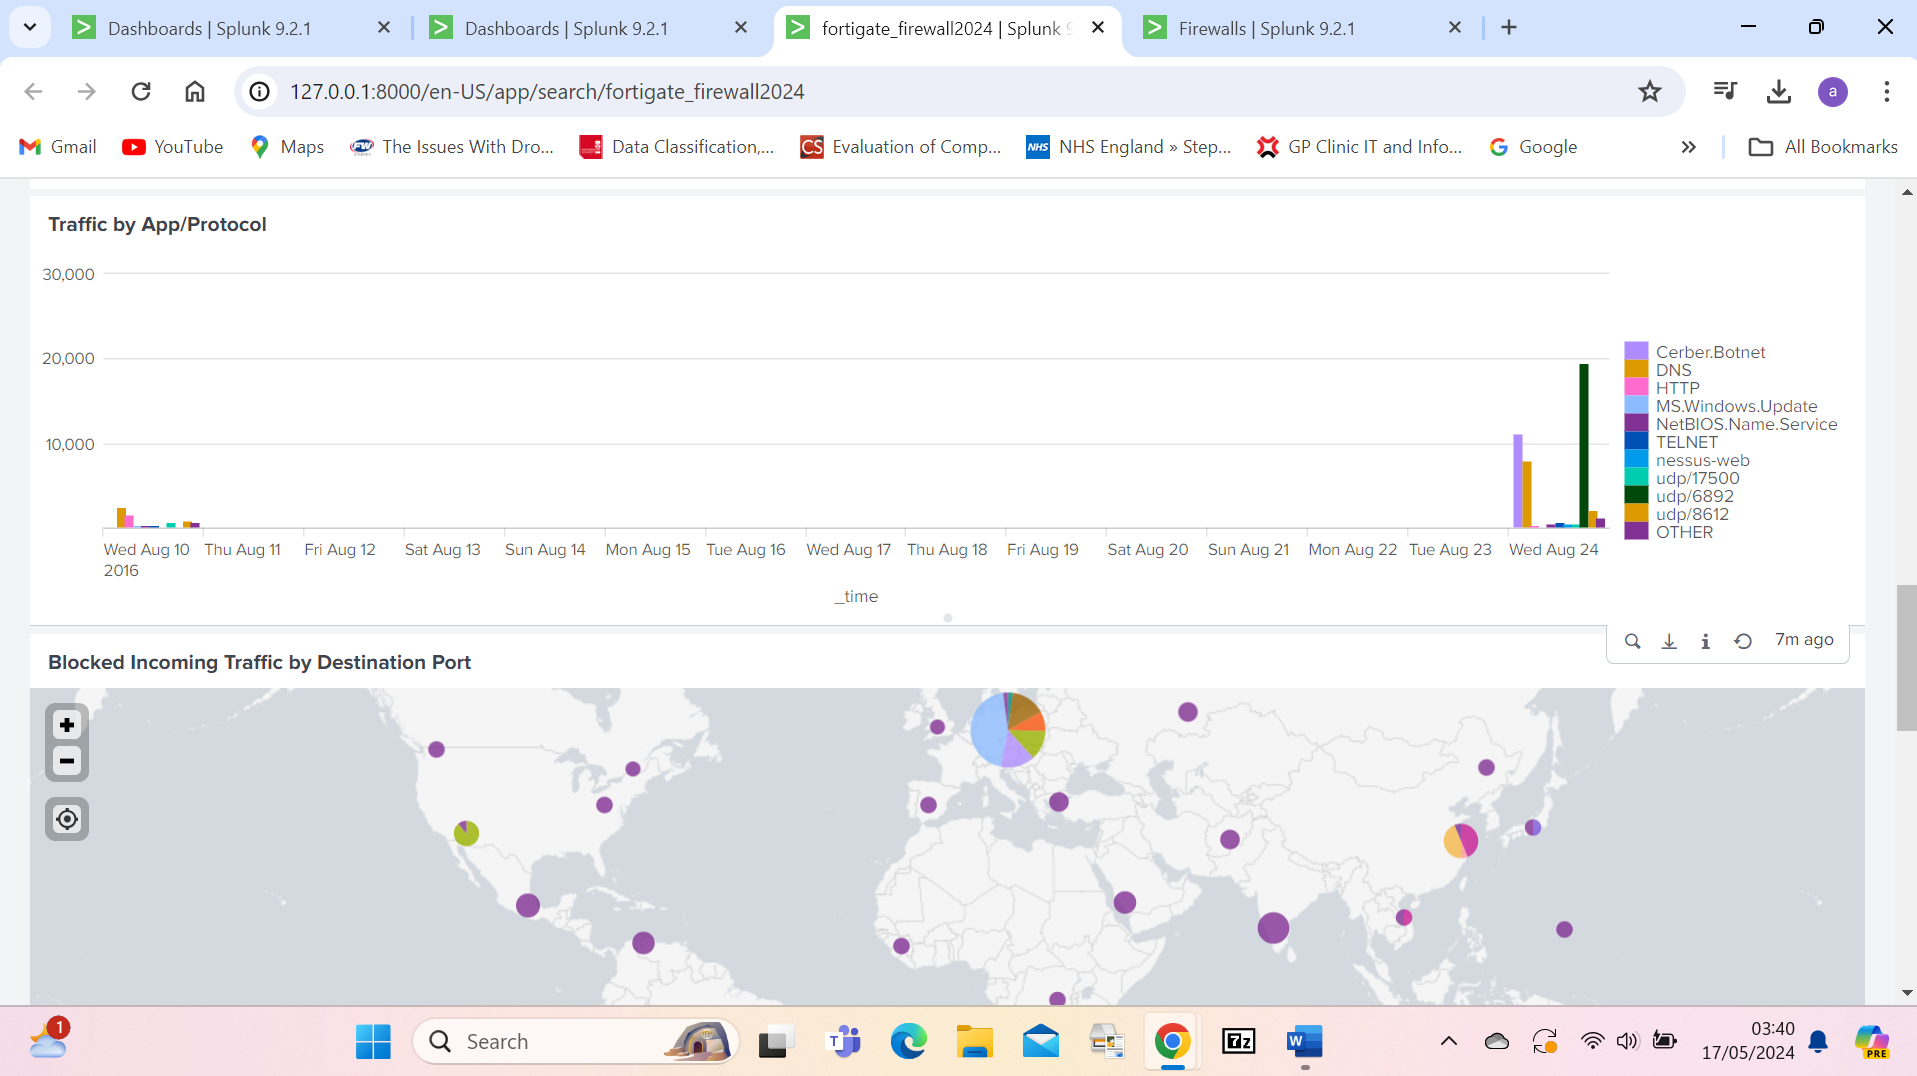 Dashboards | Splunk 9.2.1
Dashboards | Splunk 9.2.1
fortigate_firewall2024 | Splunk
Firewalls | Splunk 9.2.1
127.0.0.1:8000/en-US/app/search/fortigate_firewall2024
a
Gmail
YouTube
Maps
FW
The Issues With Dro...
Data Classification,...
CS
Evaluation of Comp...
NHS
NHS England » Step...
GP Clinic IT and Info...
Google
All Bookmarks
Traffic by App/Protocol
30,000
20,000
10,000
Cerber.Botnet
DNS
HTTP
MS.Windows.Update
NetBIOS.Name.Service
TELNET
nessus-web
udp/17500
udp/6892
udp/8612
OTHER
Wed Aug 10 Thu Aug 11 Fri Aug 12 Sat Aug 13 Sun Aug 14 Mon Aug 15 Tue Aug 16 Wed Aug 17 Thu Aug 18 Fri Aug 19 Sat Aug 20 Sun Aug 21 Mon Aug 22 Tue Aug 23 Wed Aug 24
2016
_time
7m ago
Blocked Incoming Traffic by Destination Port
1
Search
T
7z
W
03:40
17/05/2024
PRE